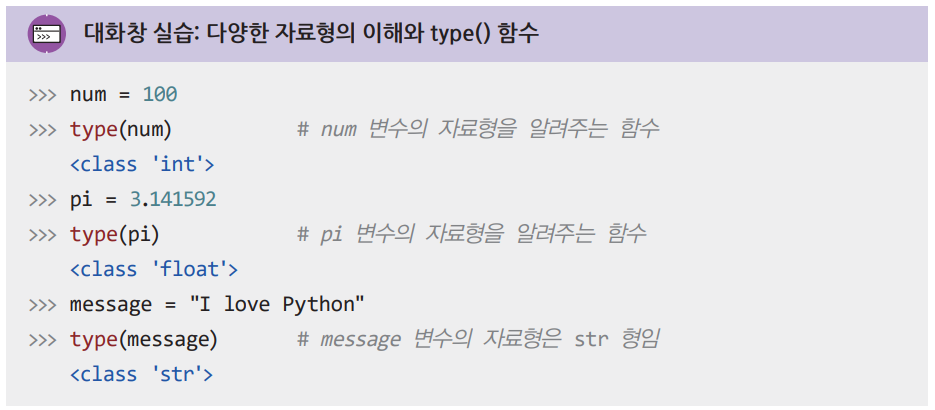 대화창 실습: 다양한 자료형의 이해와 type() 함수
>>> num = 100
>>> type(num) # num 변수의 자료형을 알려주는 함수
<class 'int'>
>>> pi = 3.141592
>>> type(pi) # pi 변수의 자료형을 알려주는 함수
<class 'float'>
>>> message = "I love Python"
>>> type(message) # message 변수의 자료형은 str 형임
<class 'str'>